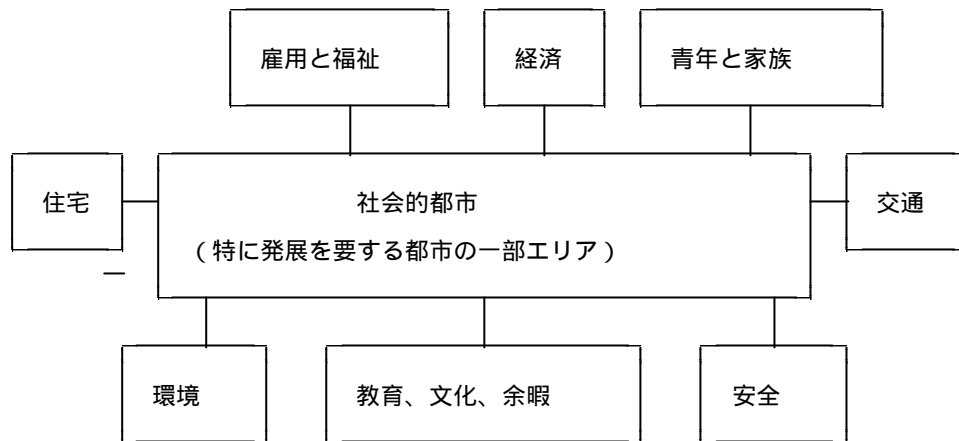 雇用と福祉
経済
青年と家族
住宅
社会的都市
（特に発展を要する都市の一部エリア）
交通
環境
教育、文化、余暇
安全